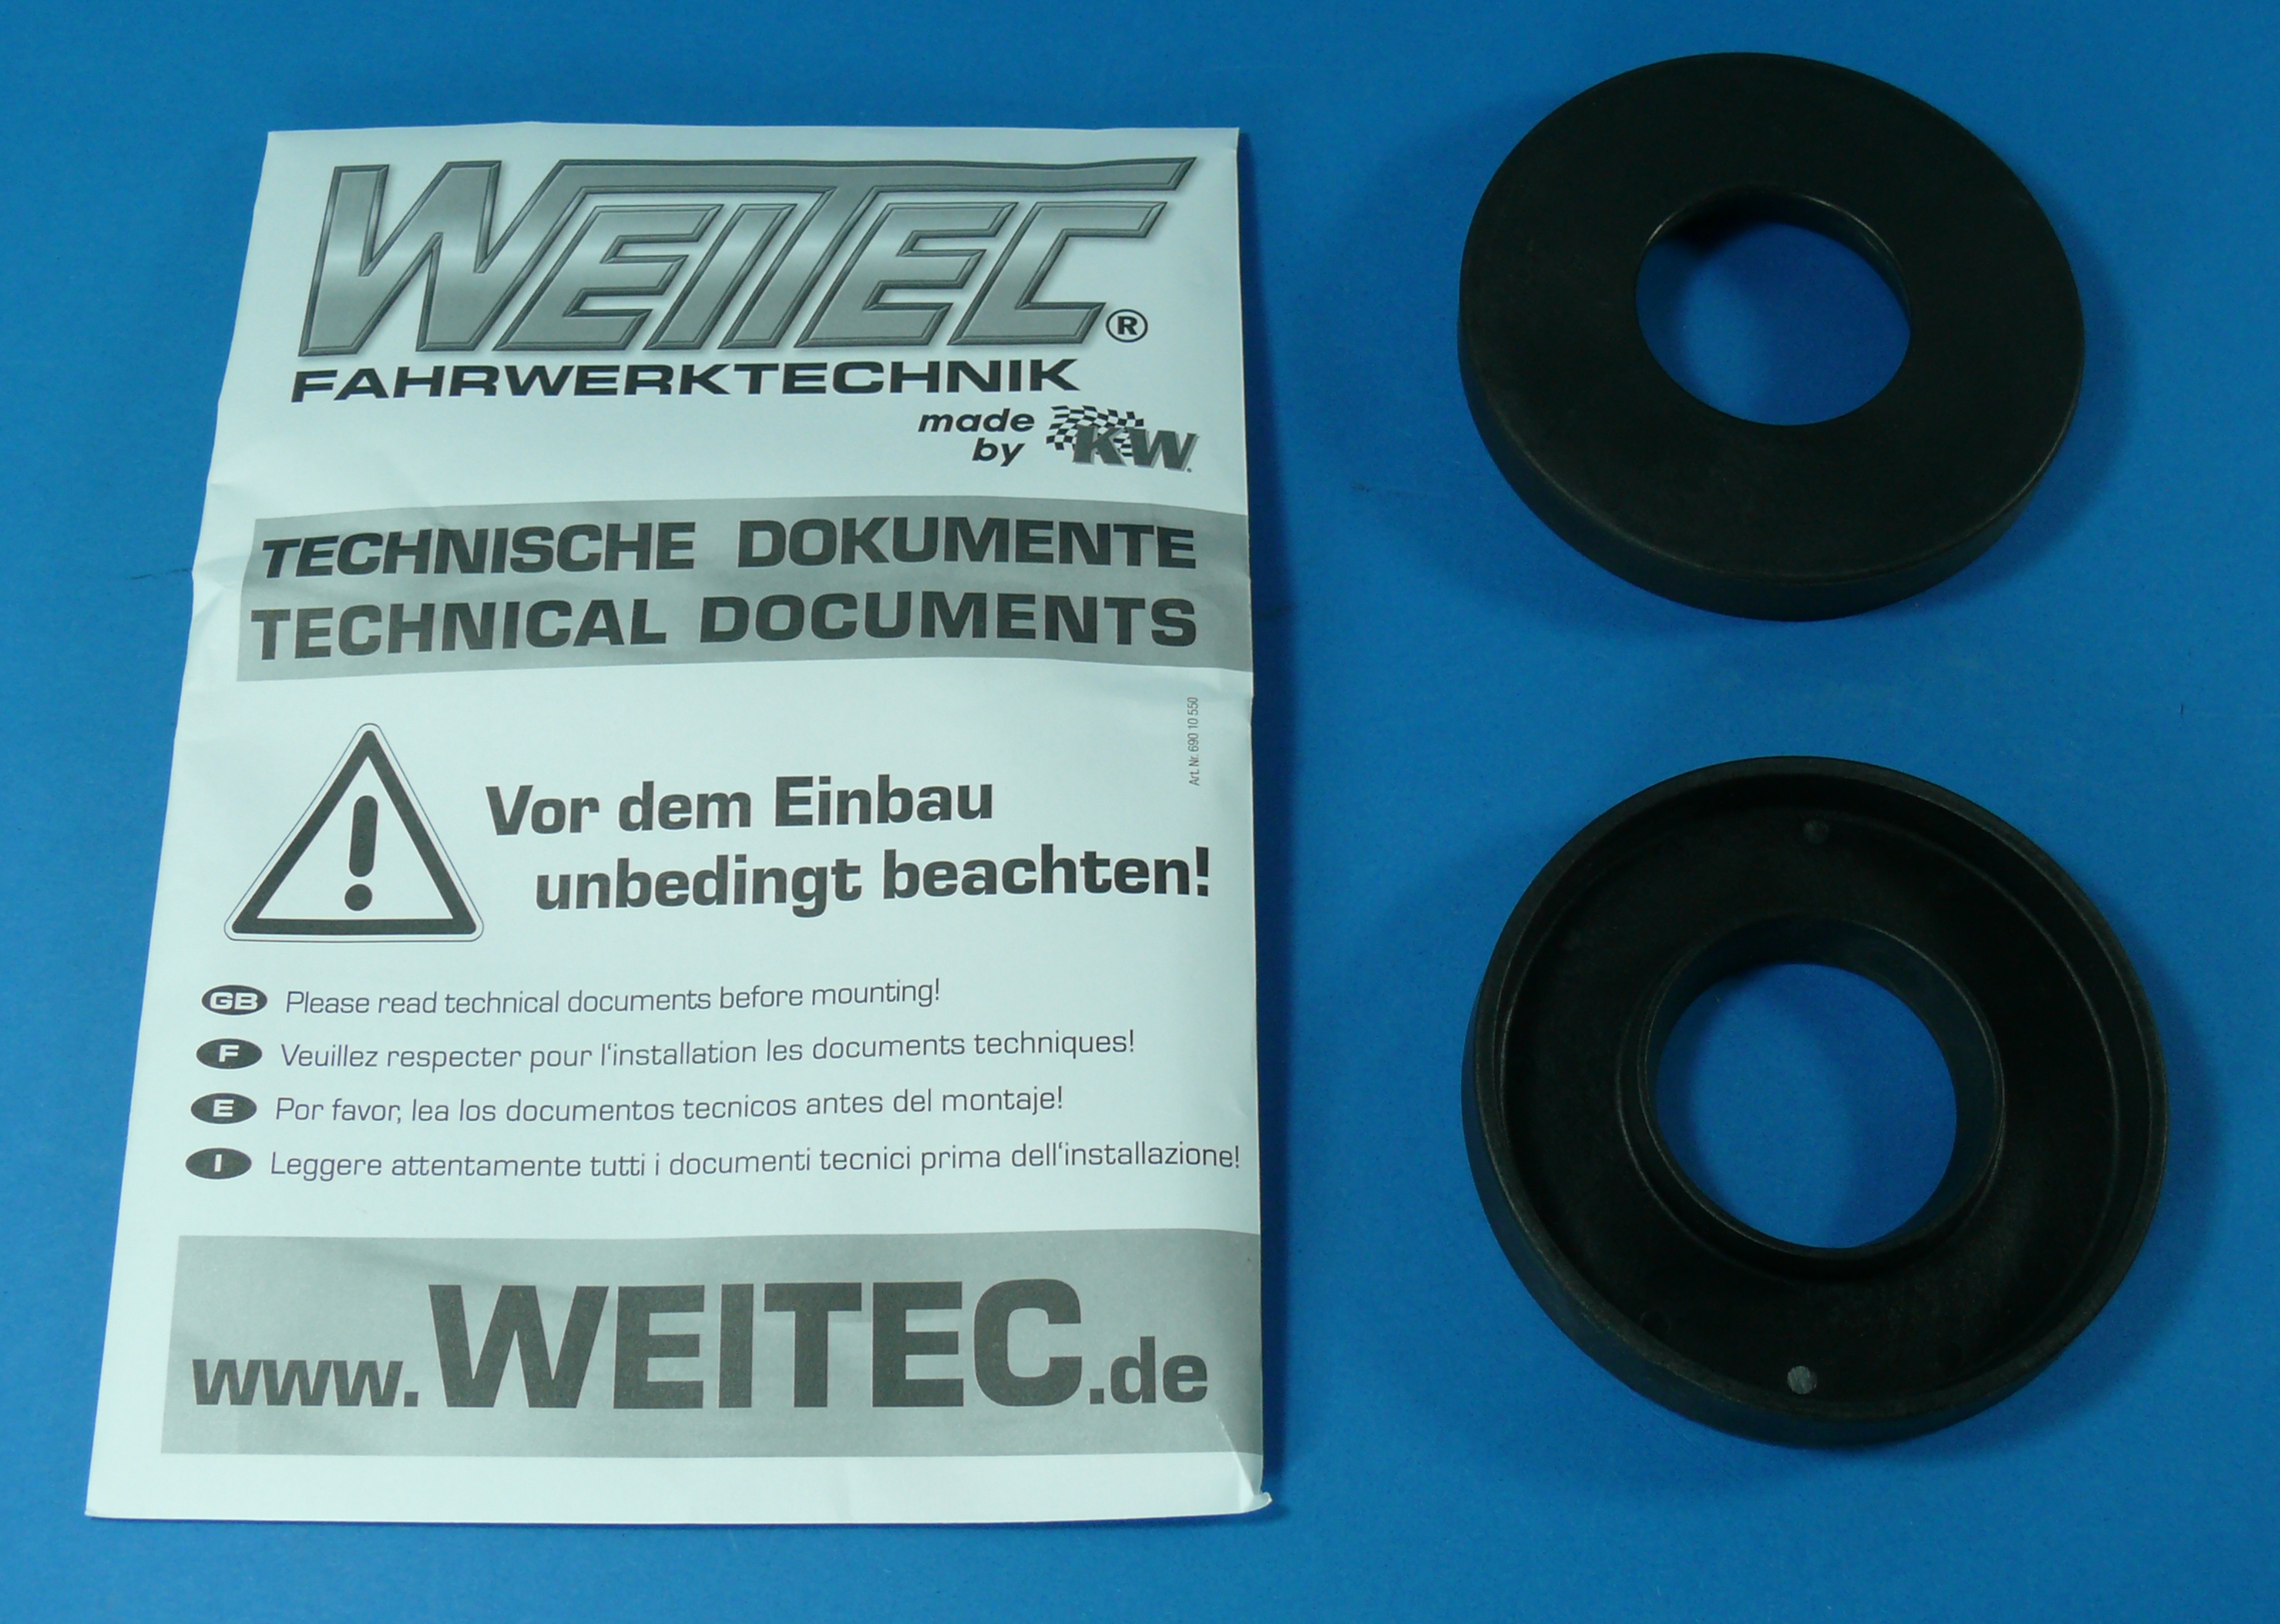 WEITEC®
FAHRWERKTECHNIK
made
by KW
TECHNISCHE DOKUMENTE
TECHNICAL DOCUMENTS
Art. Nr. 690 10 550
Vor dem Einbau
unbedingt beachten!
GB Please read technical documents before mounting!
F Veuillez respecter pour l'installation les documents techniques!
E Por favor, lea los documentos tecnicos antes del montaje!
I Leggere attentamente tutti i documenti tecnici prima dell'installazione!
www.WEITEC.de